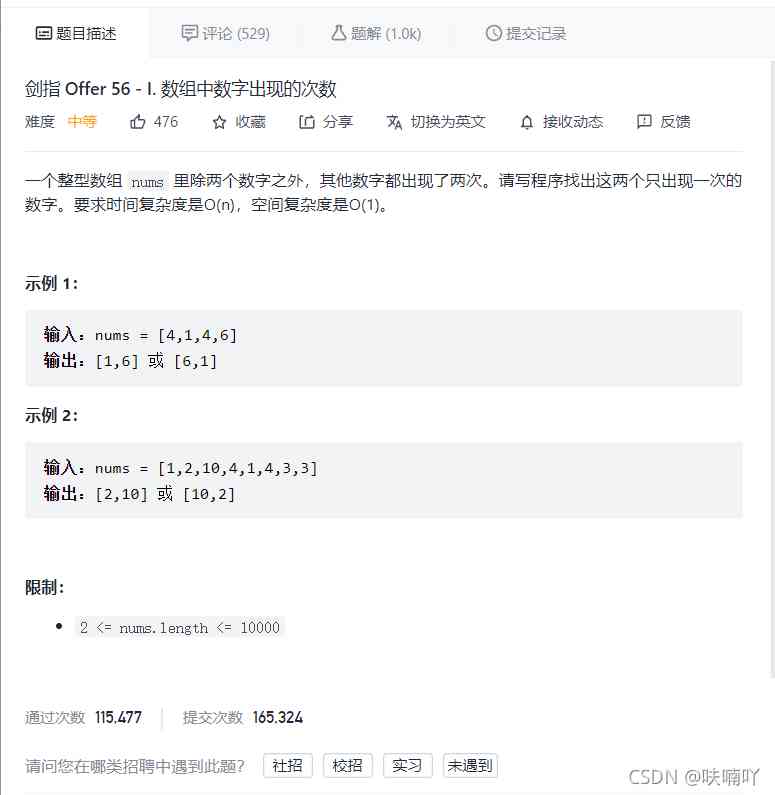 题目描述 评论 (529) 题解 (1.0k) 提交记录
剑指 Offer 56 - I. 数组中数字出现的次数
难度 中等 476 收藏 分享 切换为英文 接收动态 反馈
一个整型数组 nums 里除两个数字之外，其他数字都出现了两次。请写程序找出这两个只出现一次的
数字。要求时间复杂度是O(n)，空间复杂度是O(1)。
示例 1：
输入：nums = [4,1,4,6]
输出：[1,6] 或 [6,1]
示例 2：
输入：nums = [1,2,10,4,1,4,3,3]
输出：[2,10] 或 [10,2]
限制：
• 2 <= nums.length <= 10000
通过次数 115,477 提交次数 165,324
请问您在哪类招聘中遇到此题？ 社招 校招 实习 未遇到
CSDN @呋喃吖